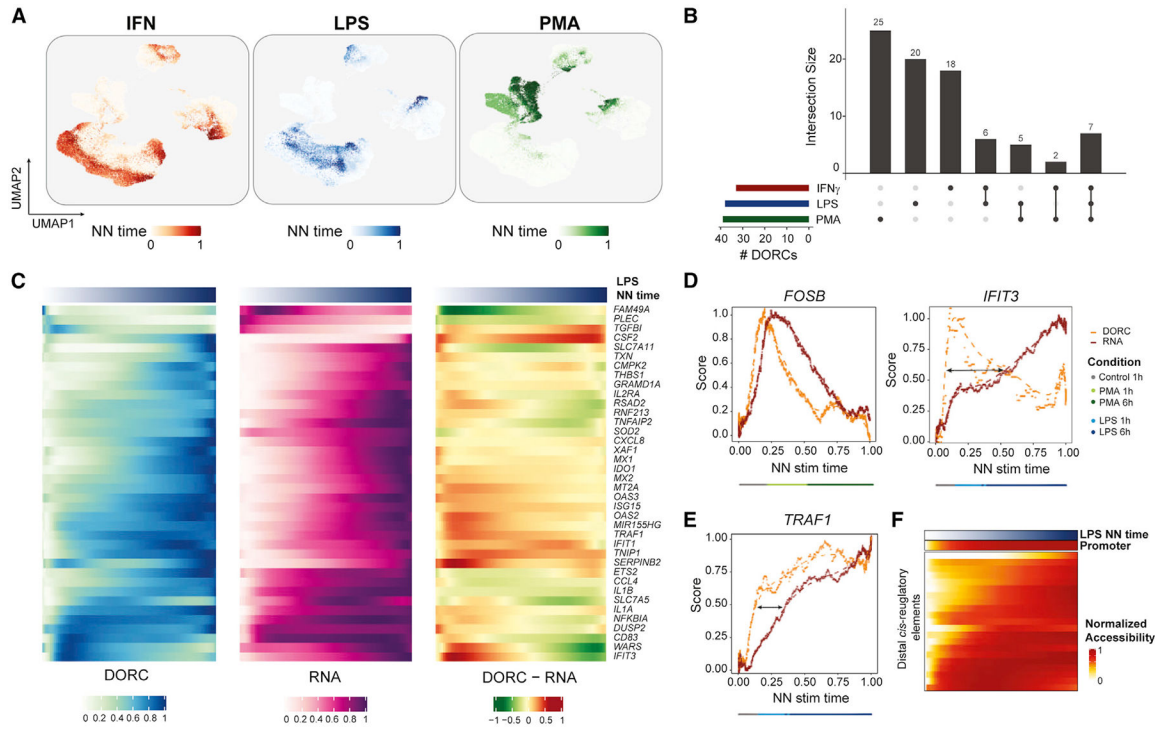 A
IFN
LPS
PMA
UMAP2
UMAP1
NN time
0 1
NN time
0 1
NN time
0 1
B
Intersection Size
20
10
0
25
20
18
6
5
2
7
IFNγ
LPS
PMA
40 30 20 10 0
# DORCs
C
LPS
NN time
FAM49A
PLEC
TGFBI
CSF2
SLC7A11
TXN
CMPK2
THBS1
GRAMD1A
IL2RA
RSAD2
RNF213
TNFAIP2
SOD2
CXCL8
XAF1
MX1
IDO1
MX2
MT2A
OAS3
ISG15
OAS2
MIR155HG
TRAF1
IFIT1
TNIP1
SERPINB2
ETS2
CCL4
IL1B
SLC7A5
IL1A
NFKBIA
DUSP2
CD83
WARS
IFIT3
DORC
0 0.2 0.4 0.6 0.8 1
RNA
0 0.2 0.4 0.6 0.8 1
DORC − RNA
−1 −0.5 0 0.5 1
D
FOSB
Score
1.0
0.8
0.6
0.4
0.2
0.0
0.00 0.25 0.50 0.75 1.00
NN stim time
IFIT3
Score
1.00
0.75
0.50
0.25
0.00
0.00 0.25 0.50 0.75 1.00
NN stim time
DORC
RNA
Condition
Control 1h
PMA 1h
PMA 6h
LPS 1h
LPS 6h
E
TRAF1
Score
1.00
0.75
0.50
0.25
0.00
0.00 0.25 0.50 0.75 1.00
NN stim time
F
LPS NN time
Promoter
Distal cis-reuglatory
elements
Normalized
Accessibility
1
0